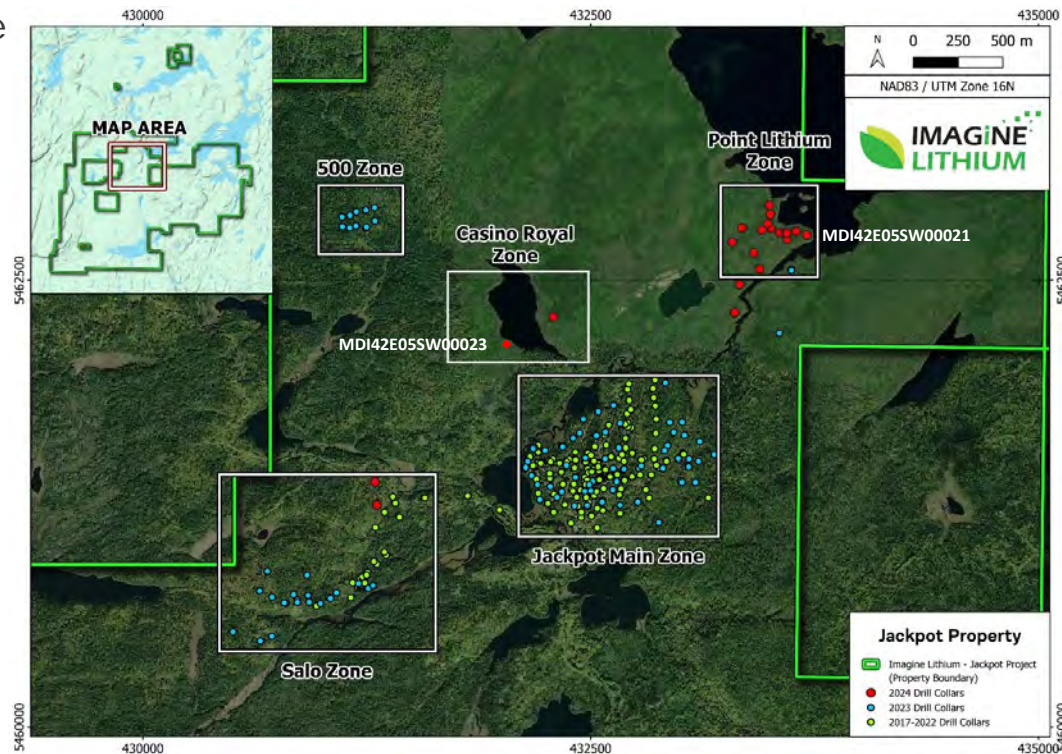 e
430000
432500
435000
N
0 250 500 m
NAD83 / UTM Zone 16N
IMAGINE
LITHIUM
MAP AREA
500 Zone
Point Lithium
Zone
MDI42E05SW00021
Casino Royal
Zone
5462500
5462500
MDI42E05SW00023
Jackpot Main Zone
Salo Zone
Jackpot Property
Imagine Lithium - Jackpot Project
(Property Boundary)
2024 Drill Collars
2023 Drill Collars
2017-2022 Drill Collars
5460000
5460000
430000
432500
435000